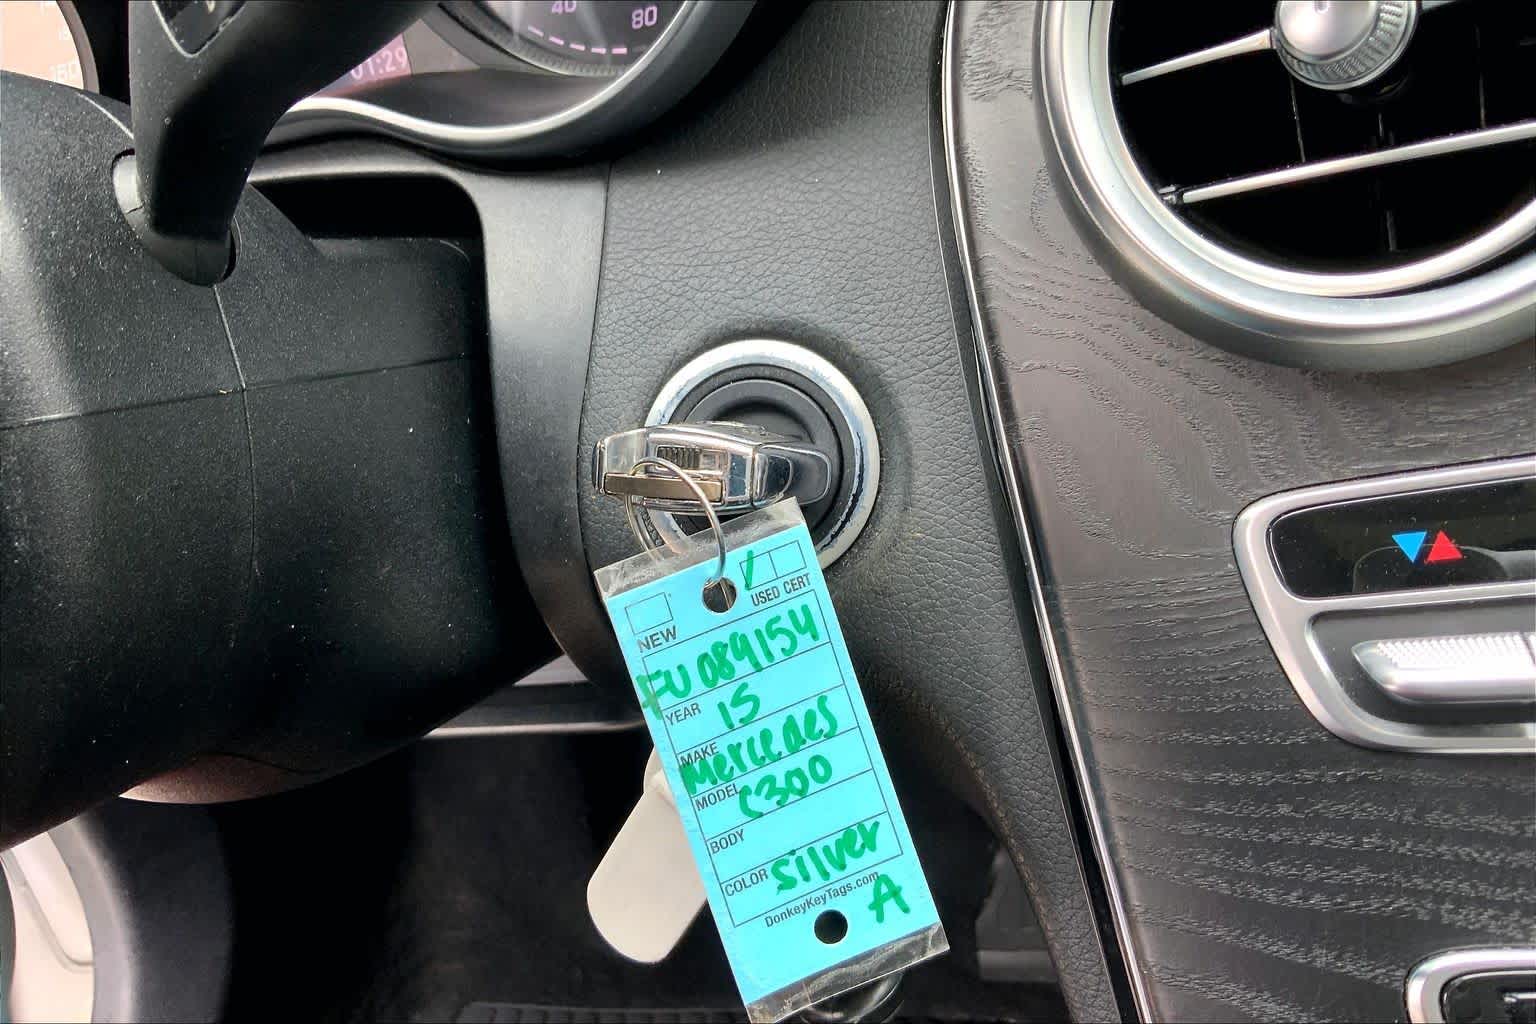 40 80
160
01:29
USED CERT
NEW
FU089154
YEAR 15
MAKE Mercedes
MODEL C300
BODY
COLOR Silver
DonkeyKeyTags.com
A